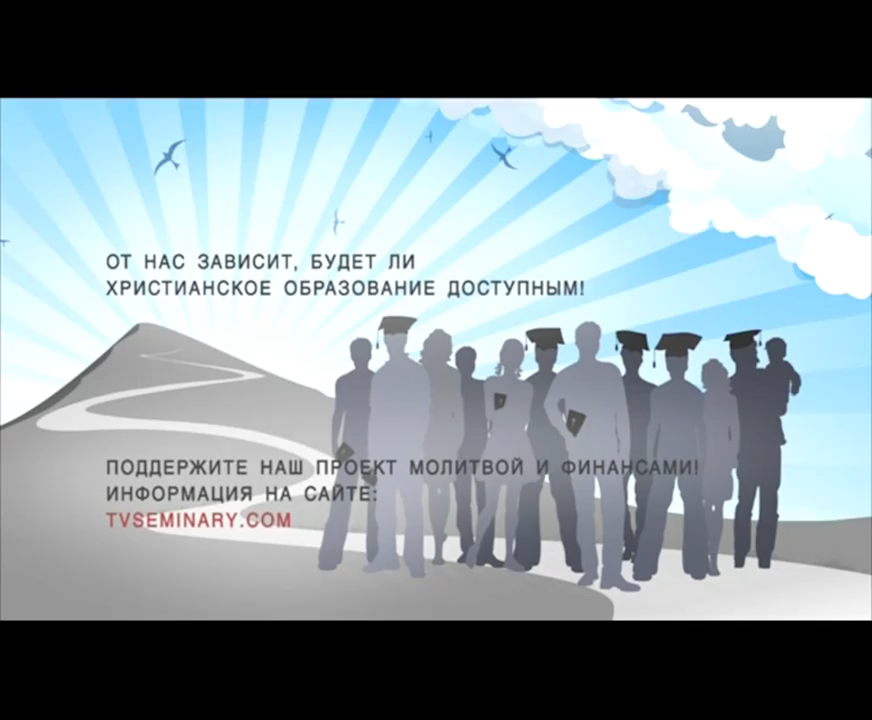 ОТ НАС ЗАВИСИТ, БУДЕТ ЛИ
ХРИСТИАНСКОЕ ОБРАЗОВАНИЕ ДОСТУПНЫМ!
ПОДДЕРЖИТЕ НАШ ПРОЕКТ МОЛИТВОЙ И ФИНАНСАМИ!
ИНФОРМАЦИЯ НА САЙТЕ:
TVSEMINARY.COM